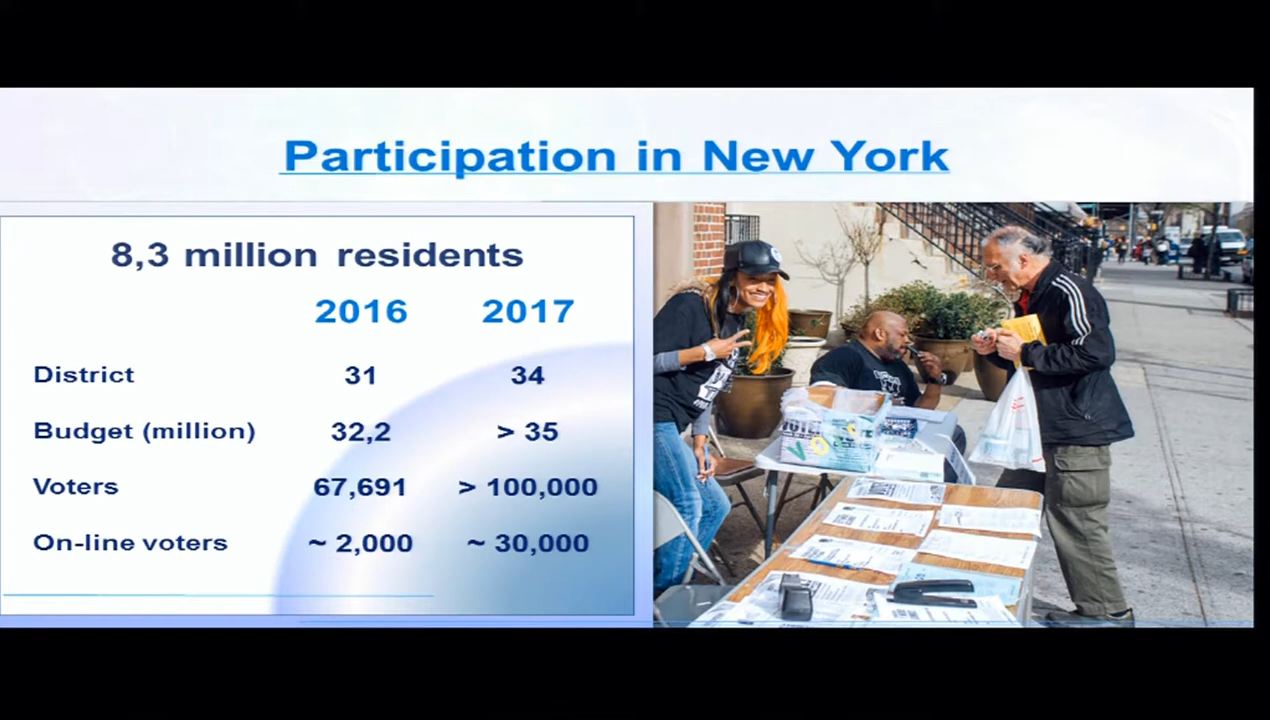 Participation in New York
8,3 million residents
2016 2017
District 31 34
Budget (million) 32,2 > 35
Voters 67,691 > 100,000
On-line voters ~ 2,000 ~ 30,000
VOTE